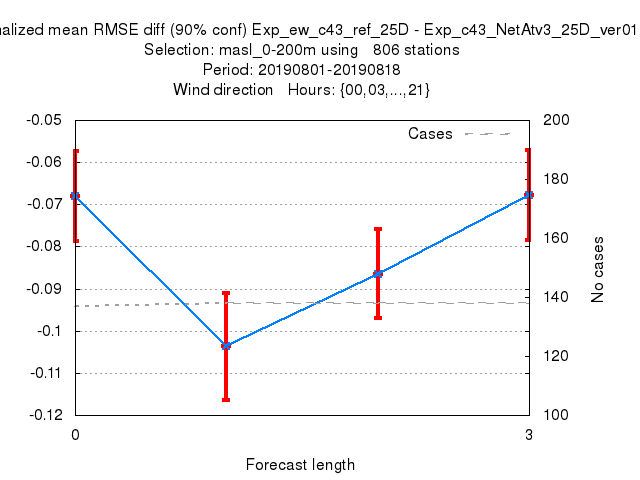 nalized mean RMSE diff (90% conf) Exp_ew_c43_ref_25D - Exp_c43_NetAtv3_25D_ver01
Selection: masl_0-200m using 806 stations
Period: 20190801-20190818
Wind direction Hours: {00,03,...,21}
-0.05
-0.06
-0.07
-0.08
-0.09
-0.1
-0.11
-0.12
Cases
200
180
160
140
120
100
No cases
0
3
Forecast length